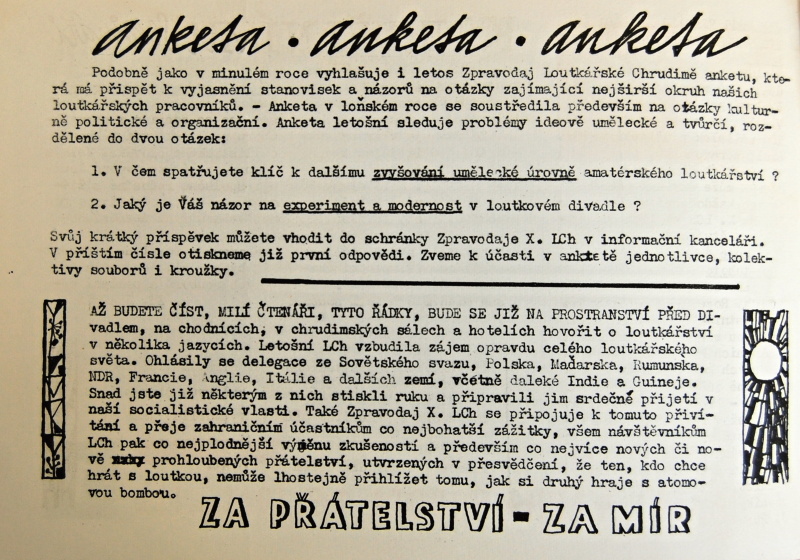 anketa · anketa · anketa
Podobně jako v minulém roce vyhlašuje i letos Zpravodaj Loutkářské Chrudimě anketu, kte-
rá má přispět k vyjasnění stanovisek a názorů na otázky zajímající nejširší okruh našich
loutkářských pracovníků. - Anketa v loňském roce se soustředila především na otázky kultur-
ně politické a organizační. Anketa letošní sleduje problémy ideově umělecké a tvůrčí, roz-
dělené do dvou otázek:
1. V čem spatřujete klíč k dalšímu zvyšování umělecké úrovně amatérského loutkářství ?
2. Jaký je Váš názor na experiment a modernost v loutkovém divadle ?
Svůj krátký příspěvek můžete vhodit do schránky Zpravodaje X. LCh v informační kanceláři.
V příštím čísle otiskneme již první odpovědi. Zveme k účasti v anketě jednotlivce, kolek-
tivy souborů i kroužky.
AŽ BUDETE ČÍST, MILÍ ČTENÁŘI, TYTO ŘÁDKY, BUDE SE JIŽ NA PROSTRANSTVÍ PŘED DI-
vadlem, na chodnících, v chrudimských sálech a hotelích hovořit o loutkářství
v několika jazycích. Letošní LCh vzbudila zájem opravdu celého loutkářského
světa. Ohlásily se delegace ze Sovětského svazu, Polska, Maďarska, Rumunska,
NDR, Francie, Anglie, Itálie a dalších zemí, včetně daleké Indie a Guineje.
Snad jste již některým z nich stiskli ruku a připravili jim srdečné přijetí v
naší socialistické vlasti. Také Zpravodaj X. LCh se připojuje k tomuto přiví-
tání a přeje zahraničním účastníkům co nejbohatší zážitky, všem návštěvníkům
LCh pak co nejplodnější výměnu zkušeností a především co nejvíce nových či no-
vě prohloubených přátelství, utvrzených v přesvědčení, že ten, kdo chce
hrát s loutkou, nemůže lhostejně přihlížet tomu, jak si druhý hraje s atomo-
vou bombou.
ZA PŘÁTELSTVÍ - ZA MÍR